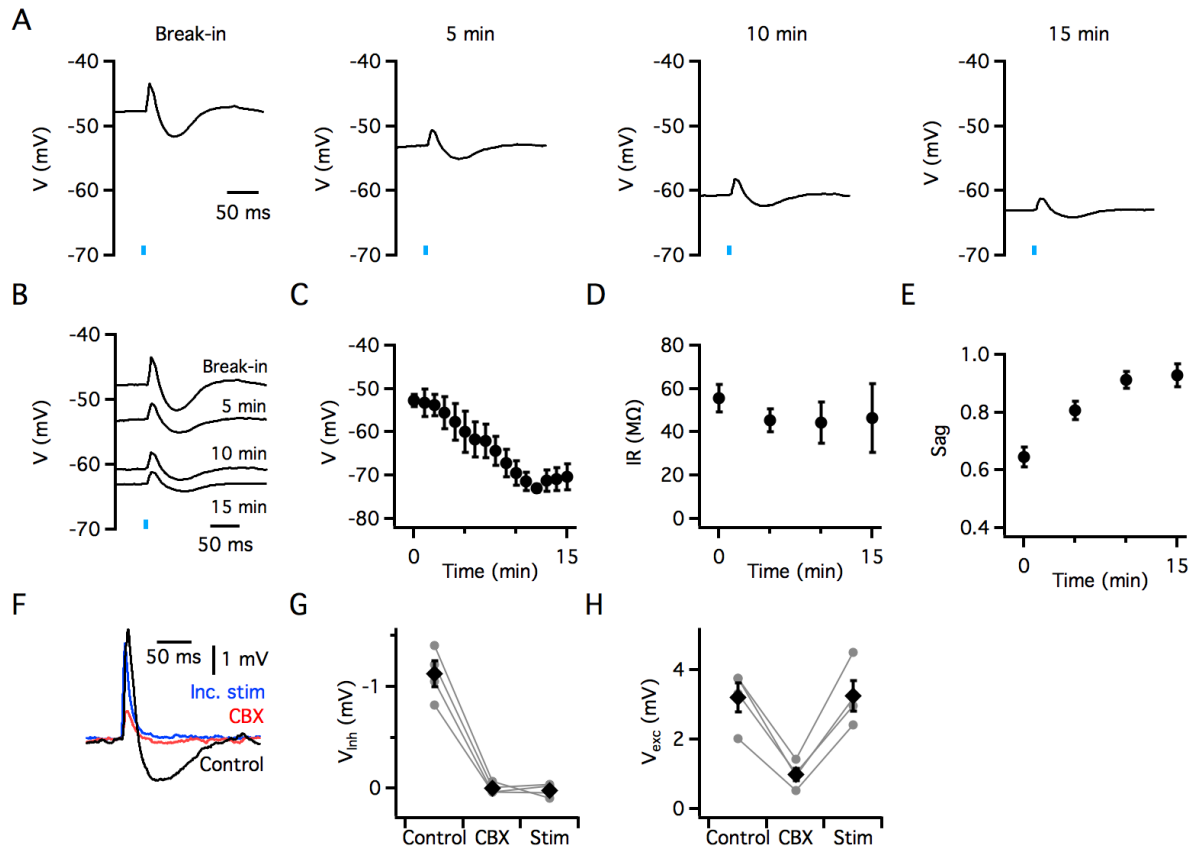 A
Break-in
5 min
10 min
15 min
-40
-50
-60
-70
V (mV)
50 ms
-40
-50
-60
-70
V (mV)
-40
-50
-60
-70
V (mV)
-40
-50
-60
-70
V (mV)
B
-40
-50
-60
-70
V (mV)
Break-in
5 min
10 min
15 min
50 ms
C
-40
-50
-60
-70
-80
V (mV)
0
15
Time (min)
D
80
60
40
20
0
IR (MΩ)
0
15
Time (min)
E
1.0
0.8
0.6
0.4
Sag
0
15
Time (min)
F
50 ms
1 mV
Inc. stim
CBX
Control
G
-1
0
Vinh (mV)
Control
CBX
Stim
H
4
2
0
Vexc (mV)
Control
CBX
Stim